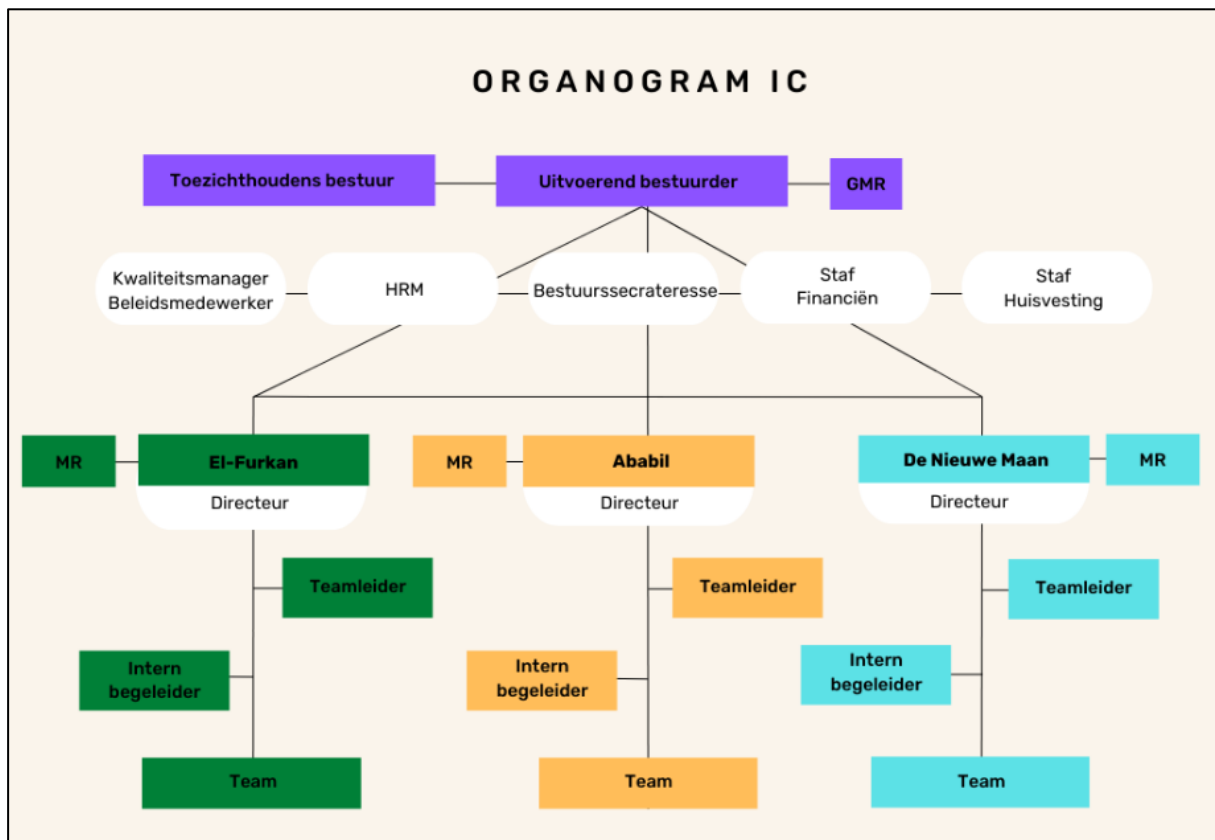 ORGANOGRAM IC
Toezichthoudens bestuur
Uitvoerend bestuurder
GMR
Kwaliteitsmanager
Beleidsmedewerker
HRM
Bestuurssecrateresse
Staf
Financiën
Staf
Huisvesting
MR
El-Furkan
Directeur
MR
Ababil
Directeur
De Nieuwe Maan
MR
Directeur
Teamleider
Teamleider
Teamleider
Intern
begeleider
Intern
begeleider
Intern
begeleider
Team
Team
Team